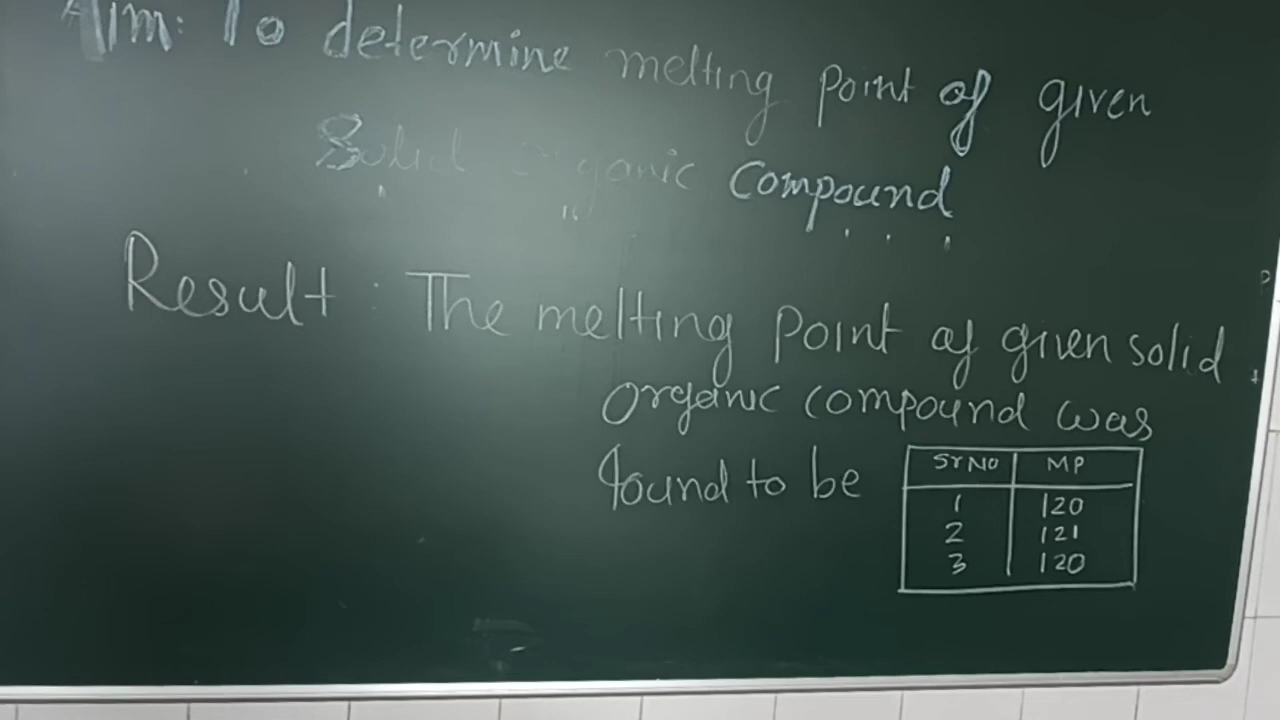 Aim: To determine melting point of given
Solid organic compound
Result : The melting point of given solid
organic compound was
found to be
Sr No MP
1 120
2 121
3 120